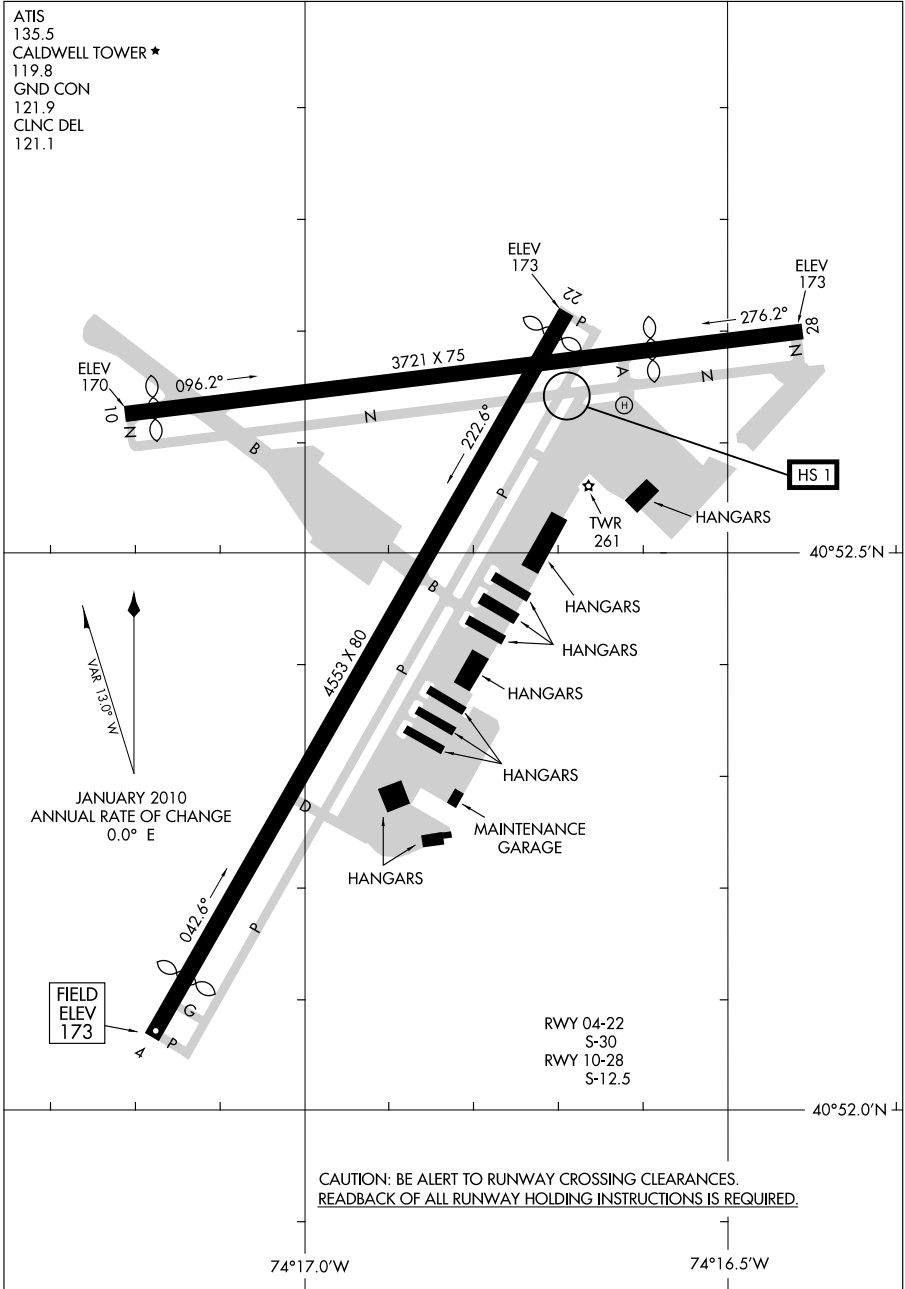 ATIS
135.5
CALDWELL TOWER ★
119.8
GND CON
121.9
CLNC DEL
121.1
ELEV
173
22
P
ELEV
173
276.2°
28
N
3721 X 75
A
N
ELEV
170
096.2°
10
N
N
H
B
222.6°
P
HS 1
TWR
261
HANGARS
40°52.5'N
B
HANGARS
HANGARS
4553 X 80
P
HANGARS
VAR 13.0° W
HANGARS
JANUARY 2010
ANNUAL RATE OF CHANGE
0.0° E
D
MAINTENANCE
GARAGE
HANGARS
042.6°
P
FIELD
ELEV
173
G
P
4
RWY 04-22
S-30
RWY 10-28
S-12.5
40°52.0'N
CAUTION: BE ALERT TO RUNWAY CROSSING CLEARANCES.
READBACK OF ALL RUNWAY HOLDING INSTRUCTIONS IS REQUIRED.
74°17.0'W
74°16.5'W